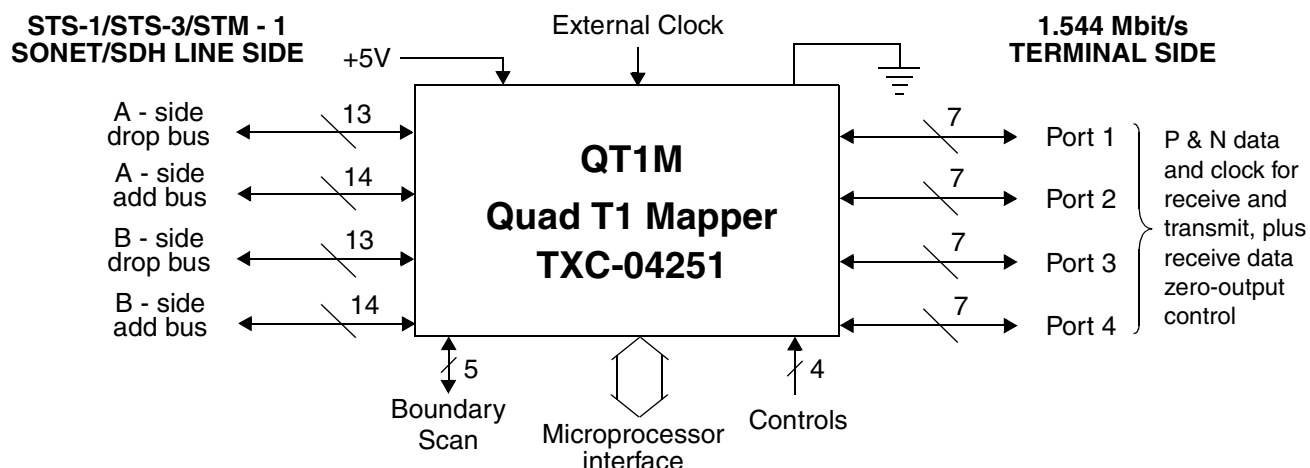 STS-1/STS-3/STM - 1
SONET/SDH LINE SIDE
+5V
External Clock
1.544 Mbit/s
TERMINAL SIDE
A - side
drop bus
13
A - side
add bus
14
B - side
drop bus
13
B - side
add bus
14
QT1M
Quad T1 Mapper
TXC-04251
7
Port 1
7
Port 2
7
Port 3
7
Port 4
P & N data
and clock for
receive and
transmit, plus
receive data
zero-output
control
5
Boundary
Scan
Microprocessor
interface
4
Controls